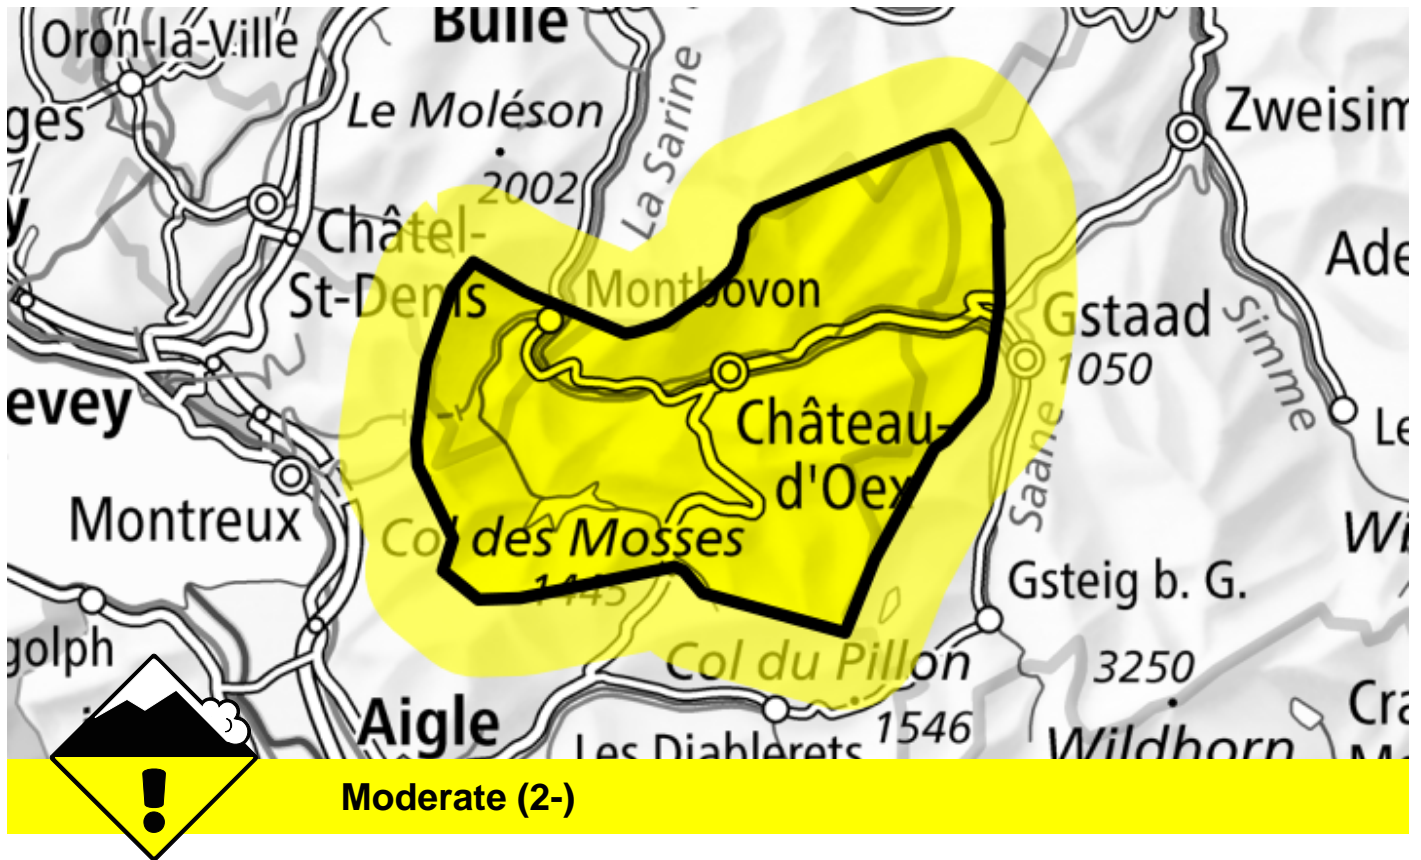 Bulle
Oron-la-Ville
Le Moléson
2002
La Sarine
Zweisim
ges
y
Châtel-
St-Denis
Montbovon
Gstaad
1050
Ade
Simme
evey
Château-
d'Oex
Saane
Le
Montreux
Col des Mosses
1445
Wi
Gsteig b. G.
golph
Col du Pillon
1546
3250
Wildhorn
Cra
Aigle
Les Diablerets
Moderate (2-)